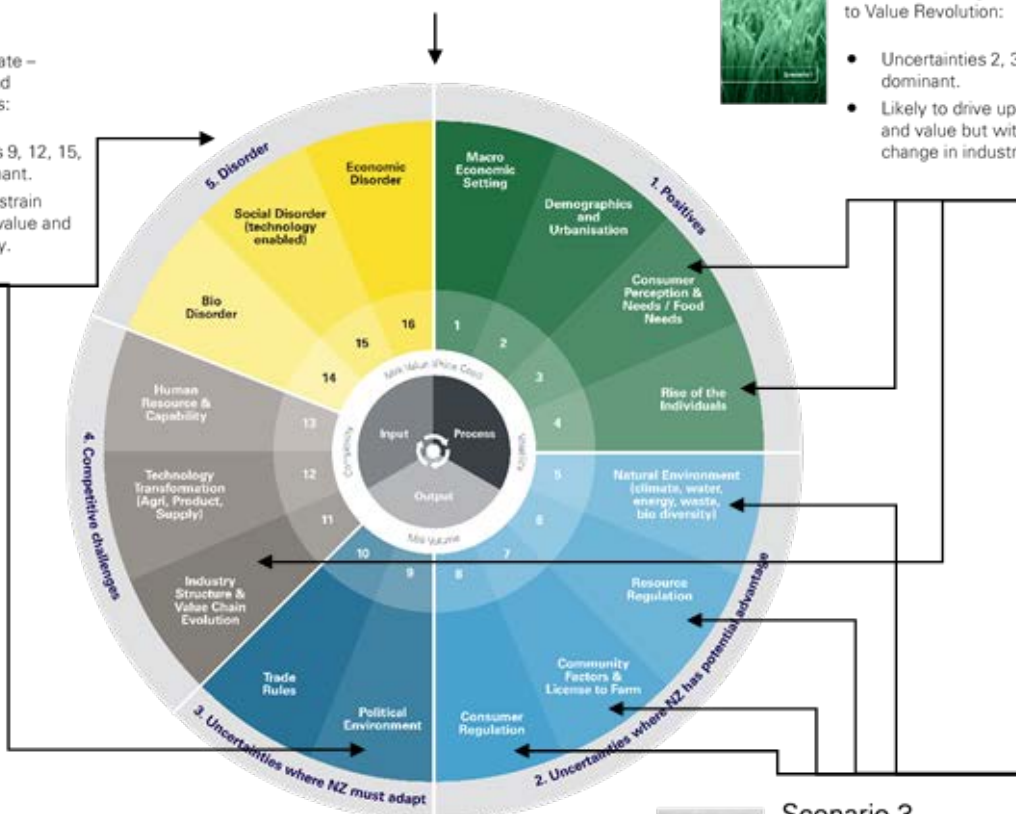 ate –
d
s:
s 9, 12, 15,
nant.
strain
value and
y.
to Value Revolution:
• Uncertainties 2, 3
dominant.
• Likely to drive up
and value but wit
change in industr
5. Disorder
Economic
Disorder
16
Social Disorder
(technology
enabled)
15
Bio
Disorder
14
1. Positives
Macro
Economic
Setting
1
Demographics
and
Urbanisation
2
Consumer
Perception &
Needs / Food
Needs
3
Rise of the
Individuals
4
4. Competitive challenges
Human
Resource &
Capability
13
Technology
Transformation
(Agri, Product,
Supply)
12
Industry
Structure &
Value Chain
Evolution
11
Input
Process
Output
Complexity
Volatility
Milk Volume
2. Uncertainties where NZ has potential advantage
Natural Environment
(climate, water,
energy, waste,
bio diversity)
5
Resource
Regulation
6
Community
Factors &
License to Farm
7
Consumer
Regulation
8
3. Uncertainties where NZ must adapt
Political
Environment
9
Trade
Rules
10
Scenario 3